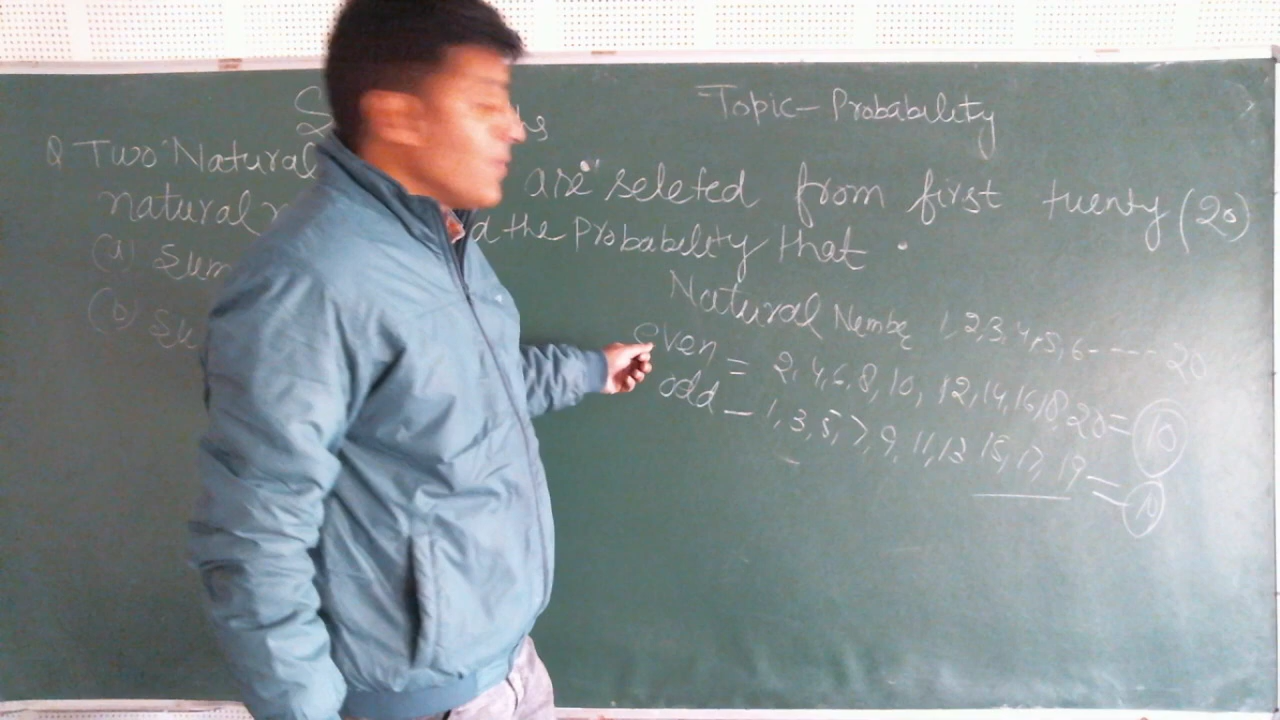 Topic - Probability
Q Two Natural are seleted from first twenty (20)
natural the Probability that
(a) Sum
(b) Su
Natural Nembe 1,2,3,4,5,6----- 20
even = 2,4,6,8,10, 12,14,16,18,20= 10
odd - 1,3,5,7,9,11,13 15,17,19 = 10